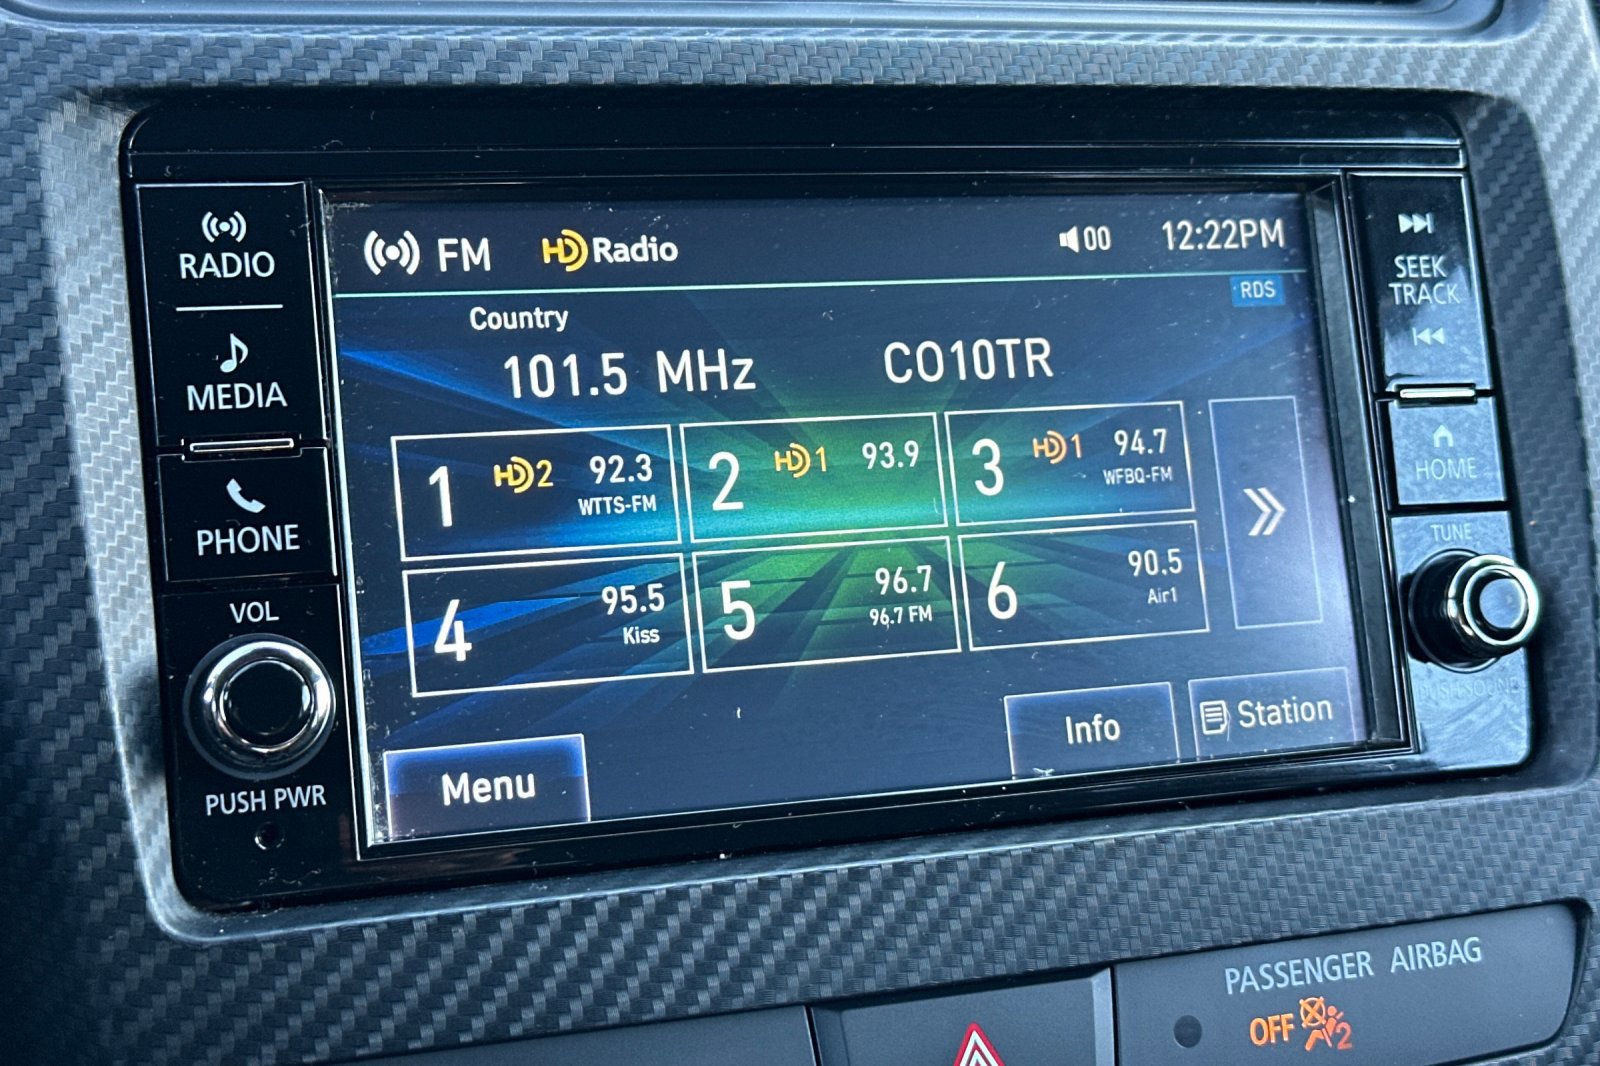 RADIO
MEDIA
PHONE
VOL
PUSH PWR
FM HD Radio 00 12:22PM
RDS
Country
101.5 MHz CO10TR
1 HD2 92.3
WTTS-FM
2 HD1 93.9
3 HD1 94.7
WFBQ-FM
4 95.5
Kiss
5 96.7
96.7 FM
6 90.5
Air1
Menu
Info
Station
SEEK
TRACK
HOME
TUNE
PUSH SOUND
PASSENGER AIRBAG
OFF 2